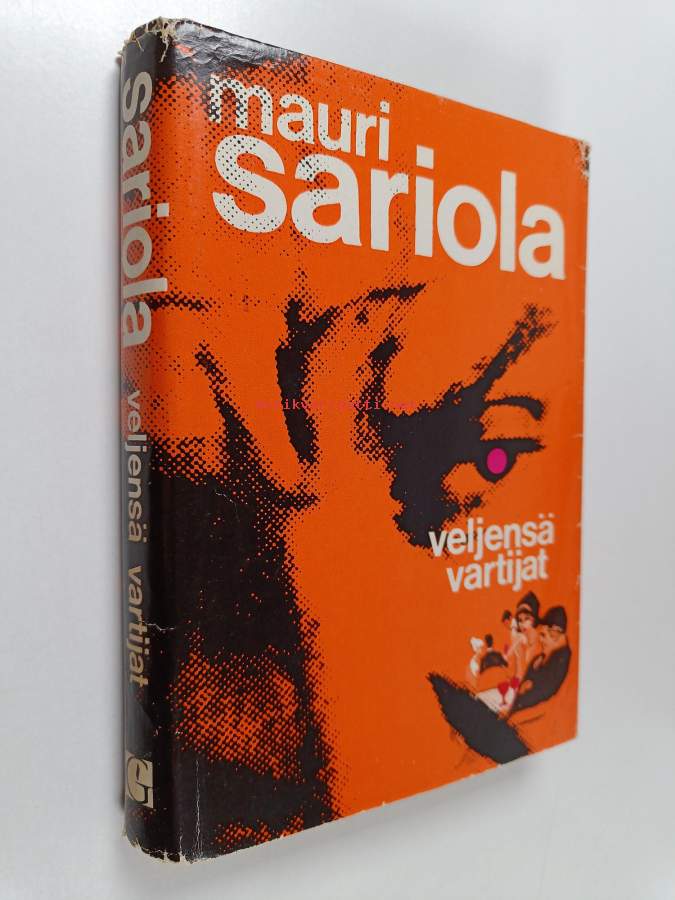 mauri
sariola
veljensä
vartijat
sariola veljensä vartijat